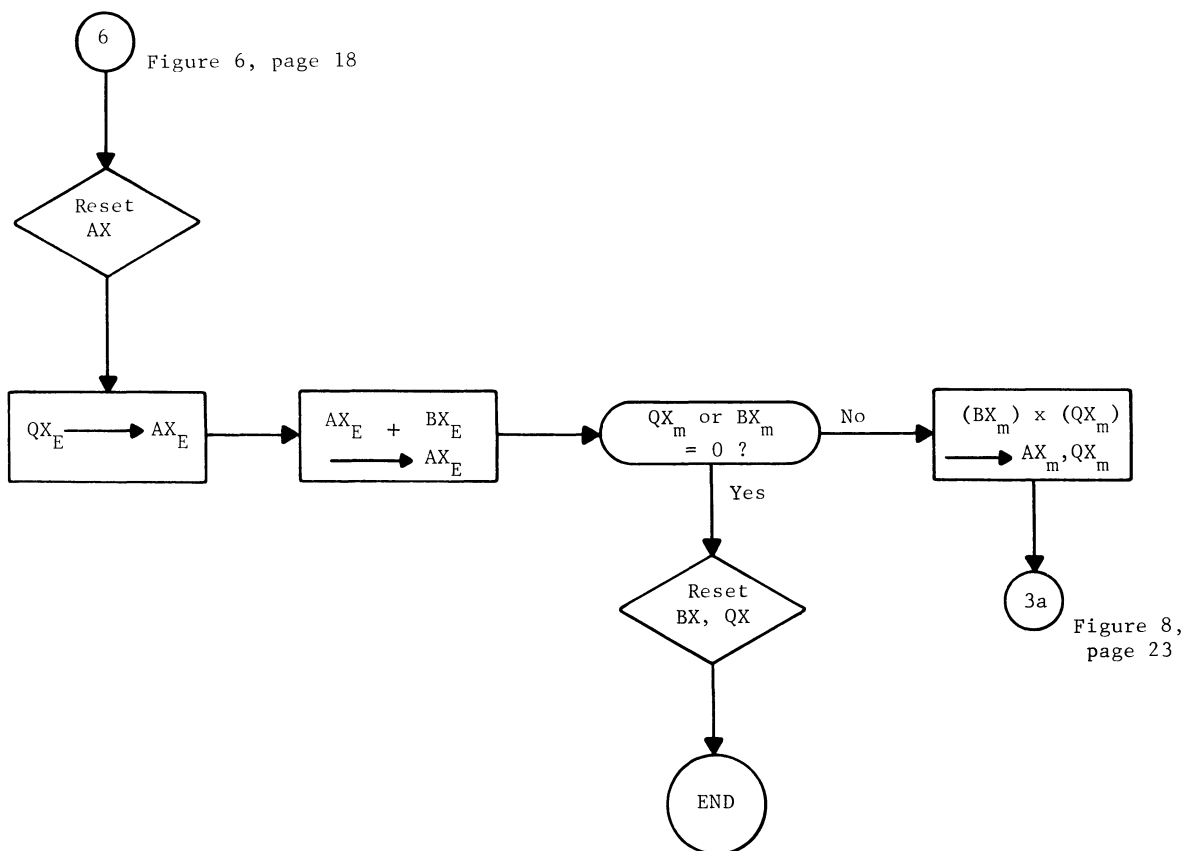 6
Figure 6, page 18
Reset
AX
QX_E → AX_E
AX_E + BX_E
→ AX_E
QX_m or BX_m
= 0 ?
No
(BX_m) x (QX_m)
→ AX_m,QX_m
Yes
Reset
BX, QX
3a
Figure 8,
page 23
END